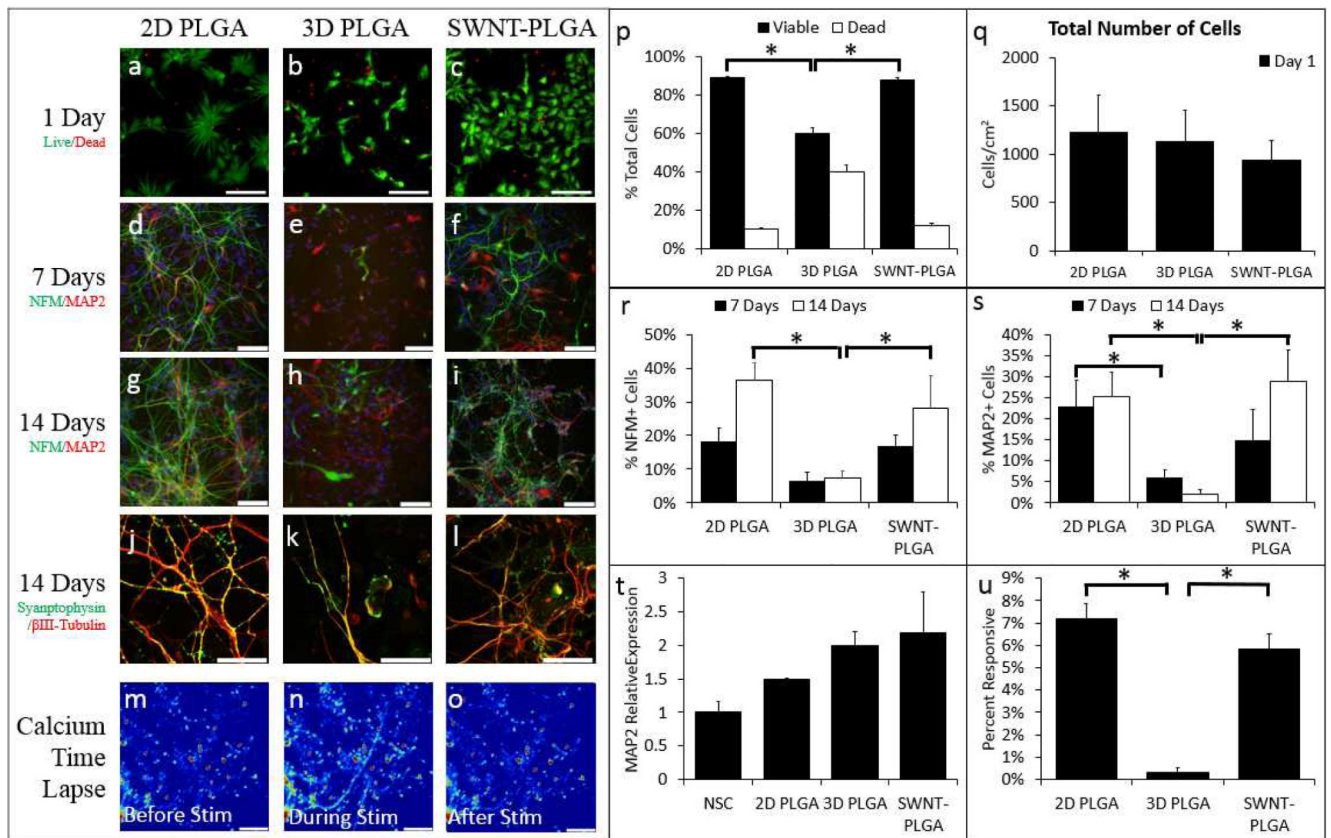 2D PLGA 3D PLGA SWNT-PLGA
1 Day
Live/Dead
a b c
7 Days
NFM/MAP2
d e f
14 Days
NFM/MAP2
g h i
14 Days
Syanptophysin
/βIII-Tubulin
j k l
Calcium
Time
Lapse
m n o
Before Stim During Stim After Stim
p
Viable Dead
* *
% Total Cells
100%
80%
60%
40%
20%
0%
2D PLGA 3D PLGA SWNT-PLGA
q
Total Number of Cells
Day 1
Cells/cm²
2000
1500
1000
500
0
2D PLGA 3D PLGA SWNT-PLGA
r
7 Days 14 Days
* *
% NFM+ Cells
50%
40%
30%
20%
10%
0%
2D PLGA 3D PLGA SWNT-
PLGA
s
7 Days 14 Days
* *
*
% MAP2+ Cells
40%
35%
30%
25%
20%
15%
10%
5%
0%
2D PLGA 3D PLGA SWNT-
PLGA
t
MAP2 RelativeExpression
3
2.5
2
1.5
1
0.5
0
NSC 2D PLGA 3D PLGA SWNT-
PLGA
u
* *
Percent Responsive
9%
8%
7%
6%
5%
4%
3%
2%
1%
0%
2D PLGA 3D PLGA SWNT-
PLGA